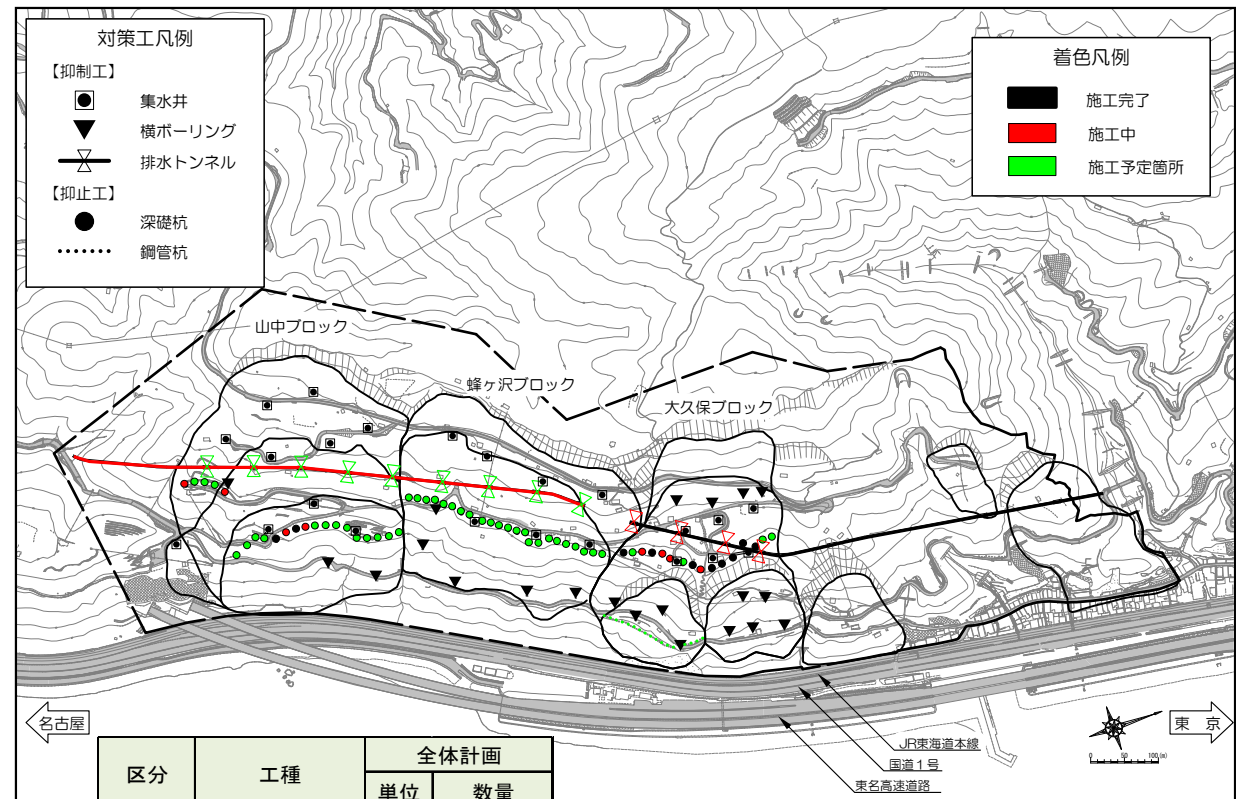 対策工凡例
【抑制工】
集水井
横ボーリング
排水トンネル
【抑止工】
深礎杭
鋼管杭
着色凡例
施工完了
施工中
施工予定箇所
山中ブロック
蜂ヶ沢ブロック
大久保ブロック
名古屋
東 京
JR東海道本線
国道1号
東名高速道路
0 50 100(m)
区分 工種 全体計画
単位 数量